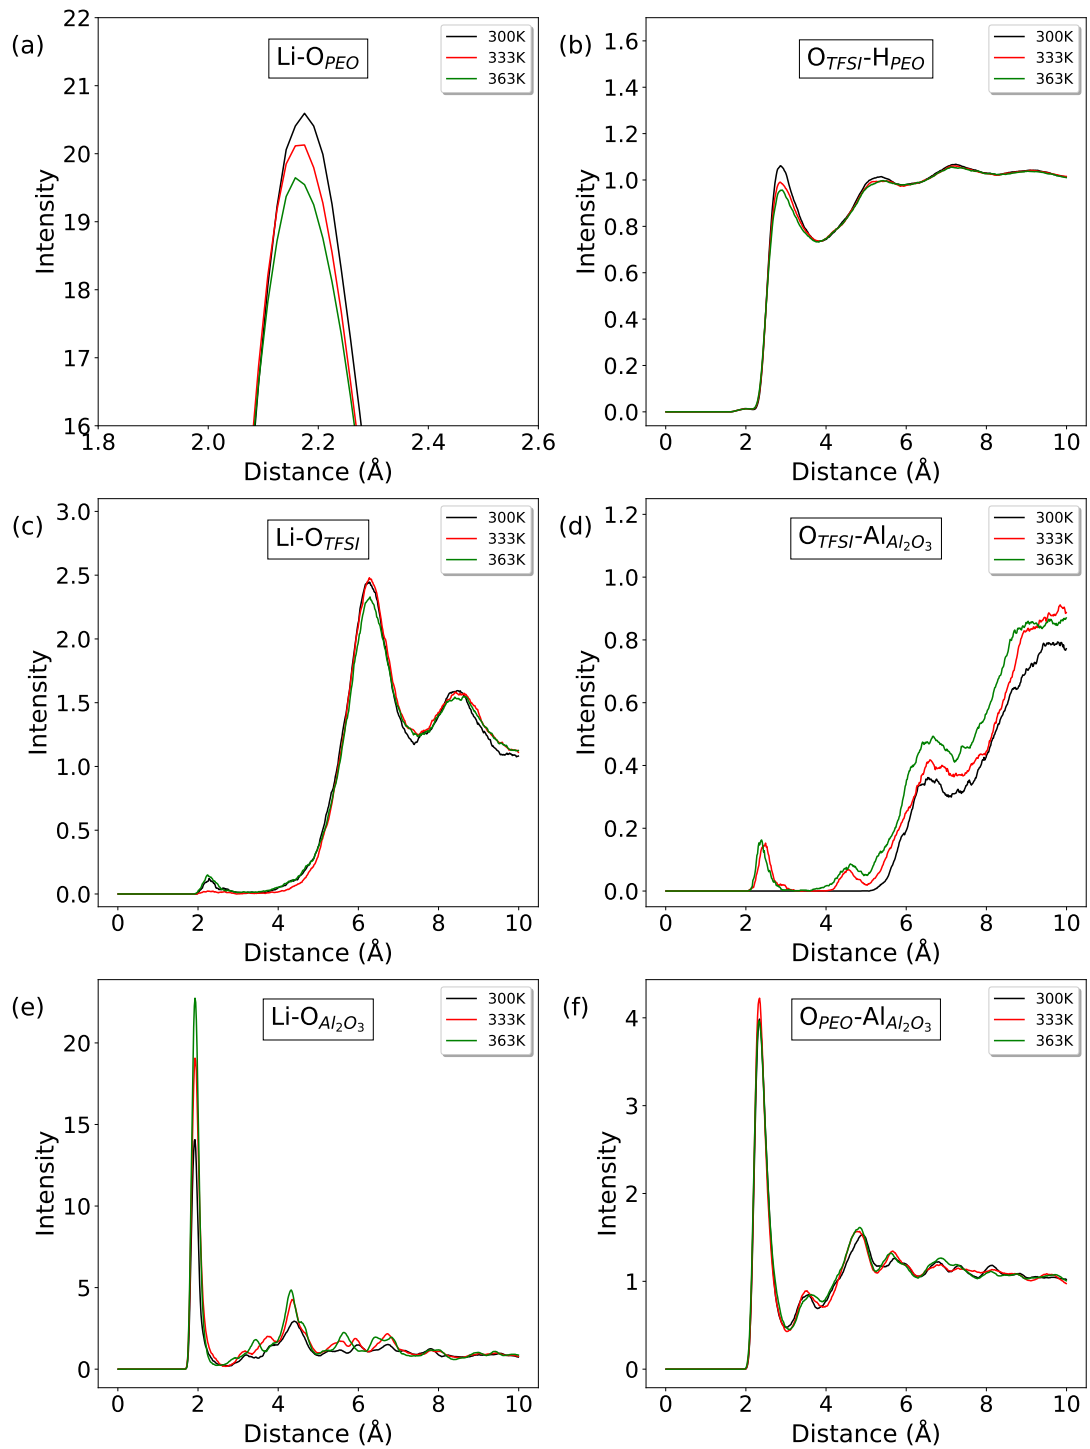 (a)
Li-O_PEO
300K
333K
363K
22
21
20
19
18
17
16
1.8 2.0 2.2 2.4 2.6
Intensity
Distance (Å)
(b)
O_TFSI-H_PEO
300K
333K
363K
1.6
1.4
1.2
1.0
0.8
0.6
0.4
0.2
0.0
0 2 4 6 8 10
Intensity
Distance (Å)
(c)
Li-O_TFSI
300K
333K
363K
3.0
2.5
2.0
1.5
1.0
0.5
0.0
0 2 4 6 8 10
Intensity
Distance (Å)
(d)
O_TFSI-Al_Al₂O₃
300K
333K
363K
1.2
1.0
0.8
0.6
0.4
0.2
0.0
0 2 4 6 8 10
Intensity
Distance (Å)
(e)
Li-O_Al₂O₃
300K
333K
363K
20
15
10
5
0
0 2 4 6 8 10
Intensity
Distance (Å)
(f)
O_PEO-Al_Al₂O₃
300K
333K
363K
4
3
2
1
0
0 2 4 6 8 10
Intensity
Distance (Å)